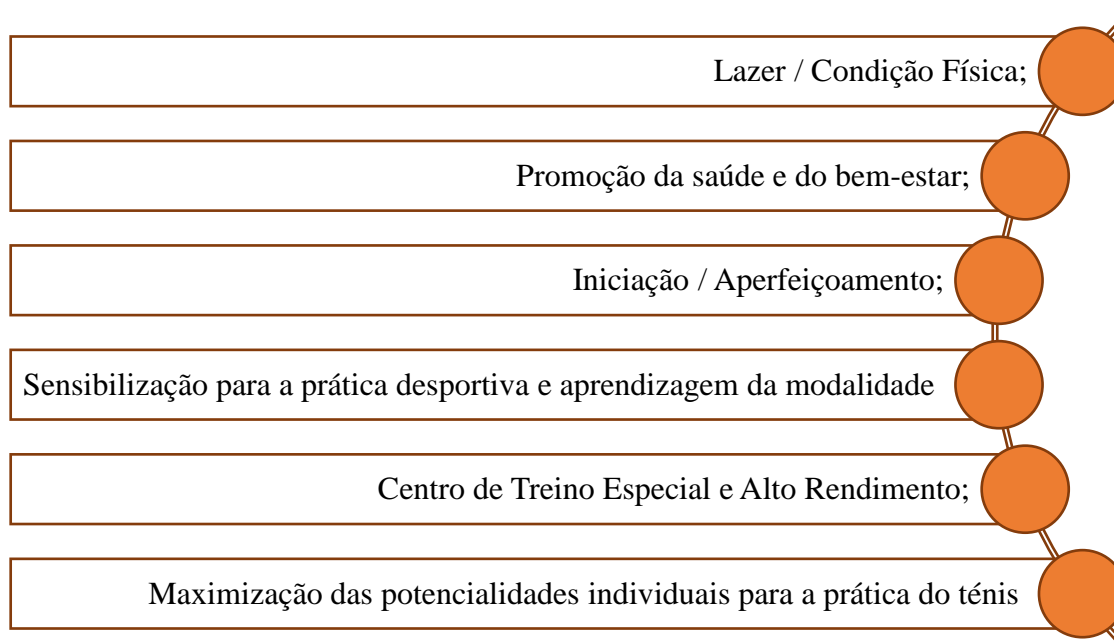 Lazer / Condição Física;
Promoção da saúde e do bem-estar;
Iniciação / Aperfeiçoamento;
Sensibilização para a prática desportiva e aprendizagem da modalidade
Centro de Treino Especial e Alto Rendimento;
Maximização das potencialidades individuais para a prática do ténis